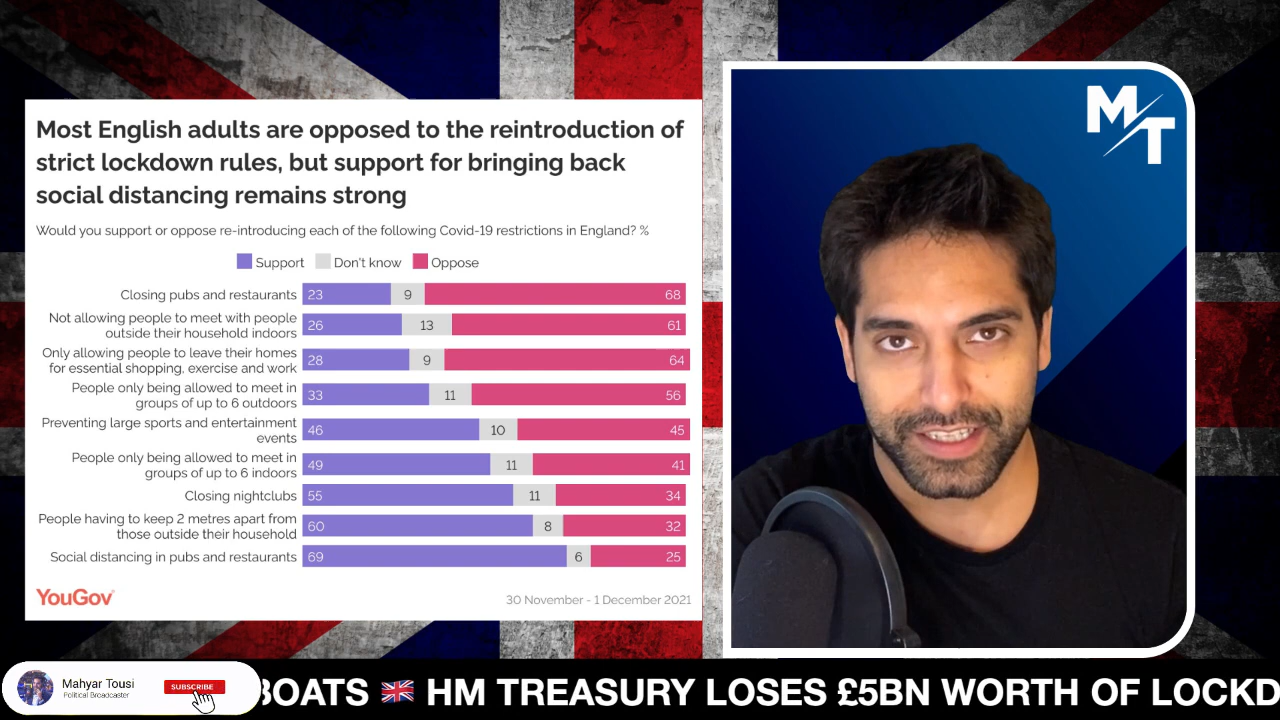 Most English adults are opposed to the reintroduction of
strict lockdown rules, but support for bringing back
social distancing remains strong
Would you support or oppose re-introducing each of the following Covid-19 restrictions in England? %
Support Don't know Oppose
Closing pubs and restaurants 23 9 68
Not allowing people to meet with people
outside their household indoors 26 13 61
Only allowing people to leave their homes
for essential shopping, exercise and work 28 9 64
People only being allowed to meet in
groups of up to 6 outdoors 33 11 56
Preventing large sports and entertainment
events 46 10 45
People only being allowed to meet in
groups of up to 6 indoors 49 11 41
Closing nightclubs 55 11 34
People having to keep 2 metres apart from
those outside their household 60 8 32
Social distancing in pubs and restaurants 69 6 25
YouGov 30 November - 1 December 2021
M/T
Mahyar Tousi
Political Broadcaster
SUBSCRIBE
BOATS 🇬🇧 HM TREASURY LOSES £5BN WORTH OF LOCKD